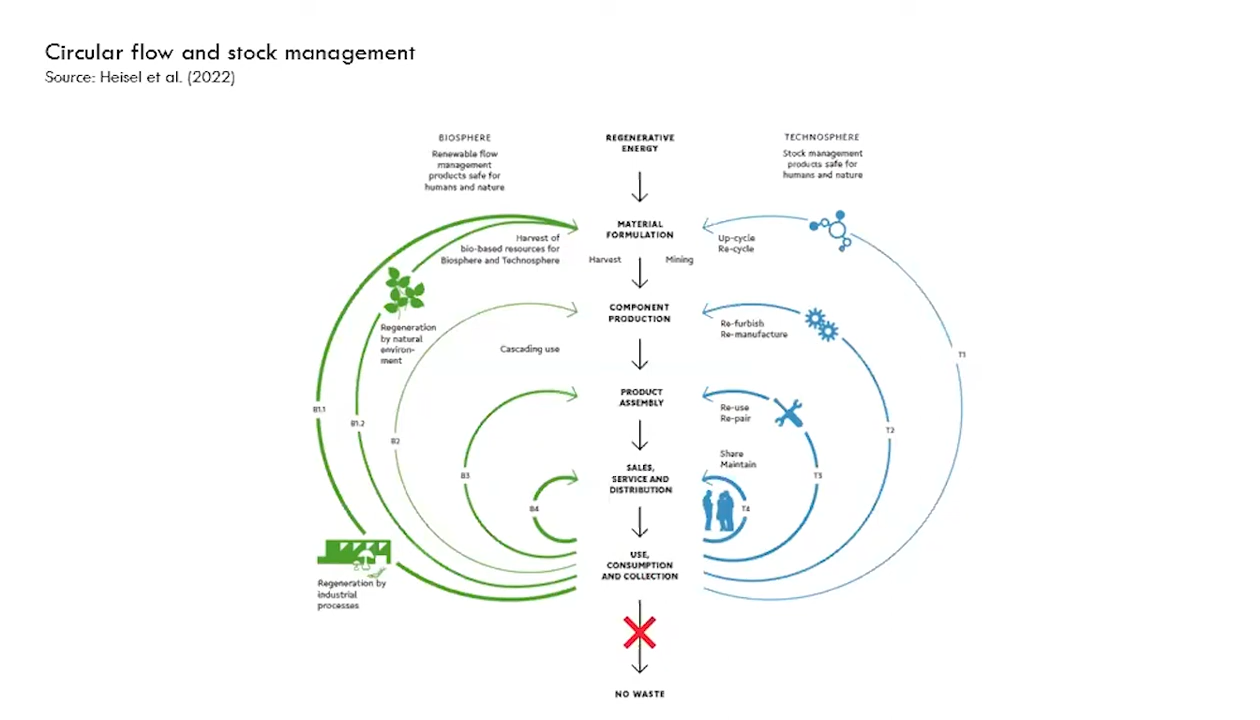 Circular flow and stock management
Source: Heisel et al. (2022)
BIOSPHERE
Renewable flow
management
products safe for
humans and nature
REGENERATIVE
ENERGY
TECHNOSPHERE
Stock management
products safe for
humans and nature
MATERIAL
FORMULATION
Harvest of
bio-based resources for
Biosphere and Technosphere
Harvest
Mining
Up-cycle
Re-cycle
COMPONENT
PRODUCTION
Re-furbish
Re-manufacture
Regeneration
by natural
environ-
ment
Cascading use
T1
PRODUCT
ASSEMBLY
Re-use
Re-pair
B1.1
B1.2
B2
T2
Share
Maintain
SALES,
SERVICE AND
DISTRIBUTION
B3
T3
B4
T4
USE,
CONSUMPTION
AND COLLECTION
Regeneration by
industrial
processes
NO WASTE